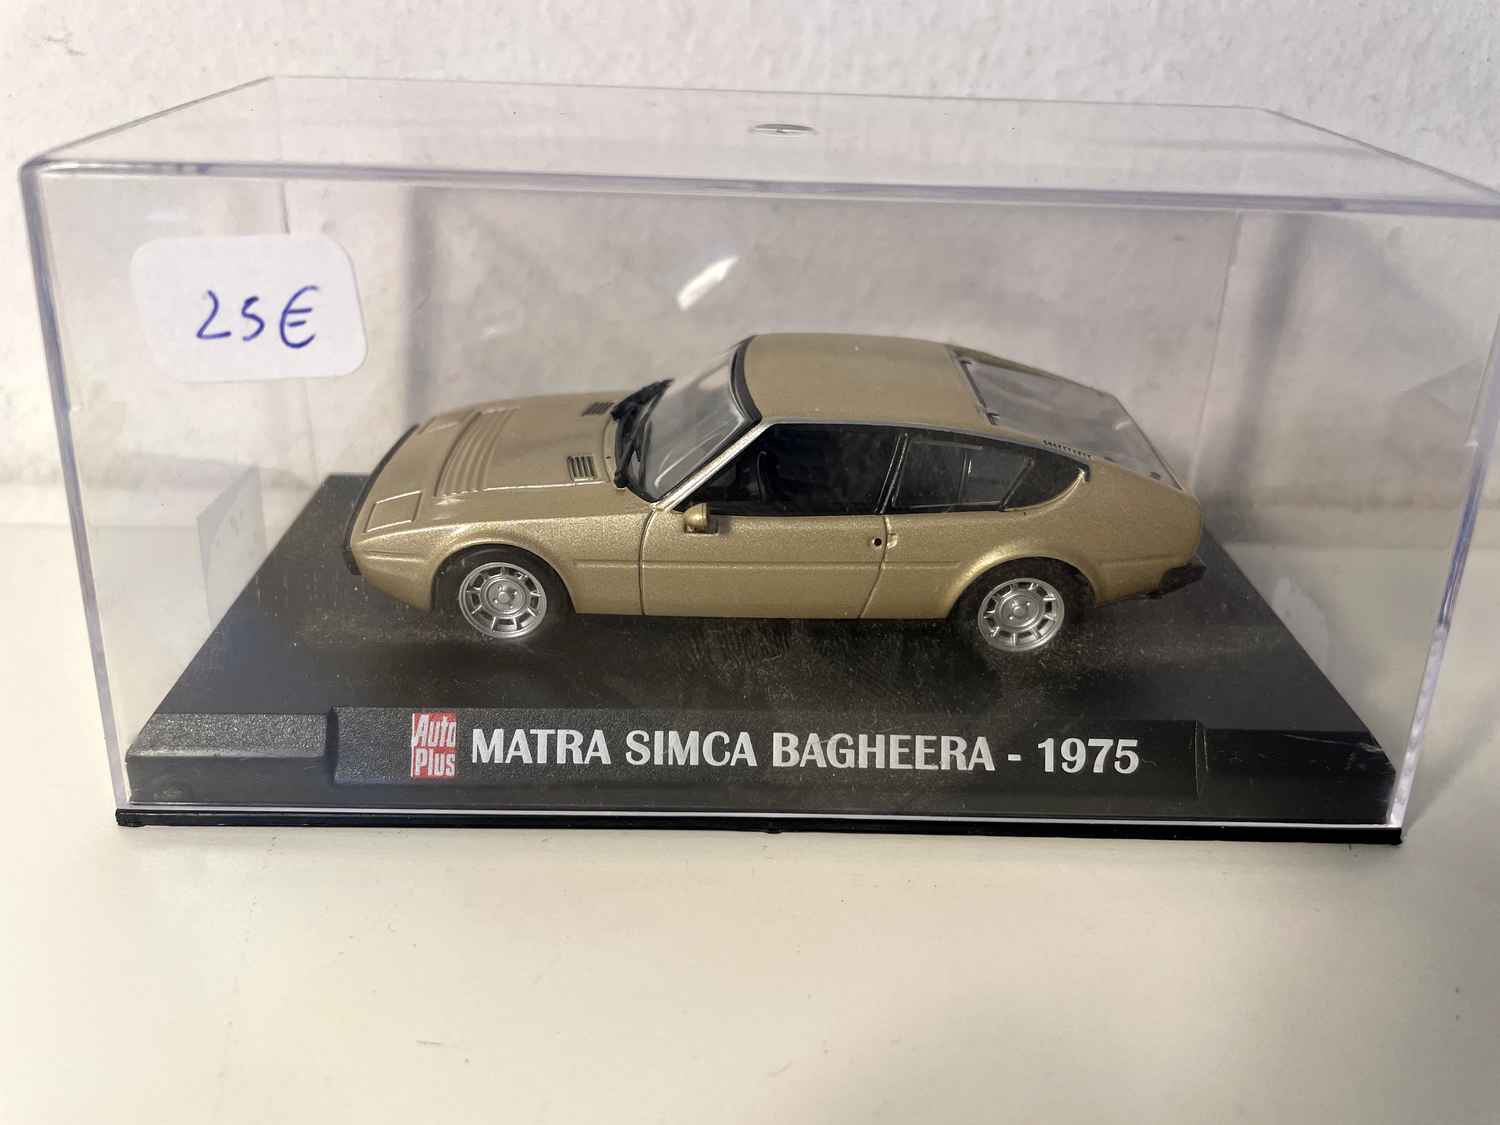 25€
Auto
Plus
MATRA SIMCA BAGHEERA - 1975